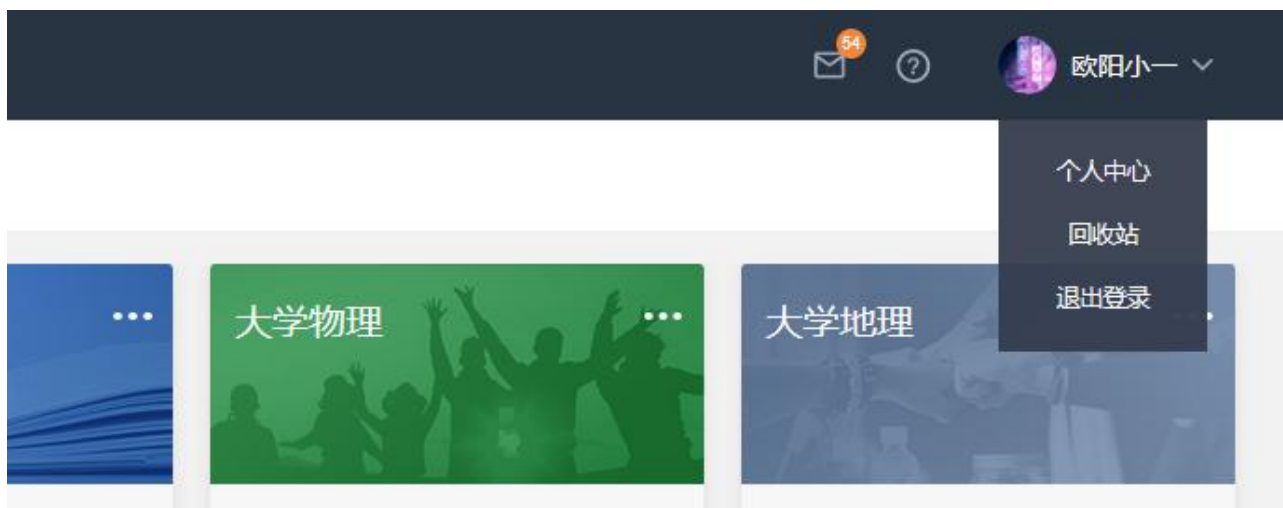 54
欧阳小一
个人中心
回收站
退出登录
大学物理
大学地理